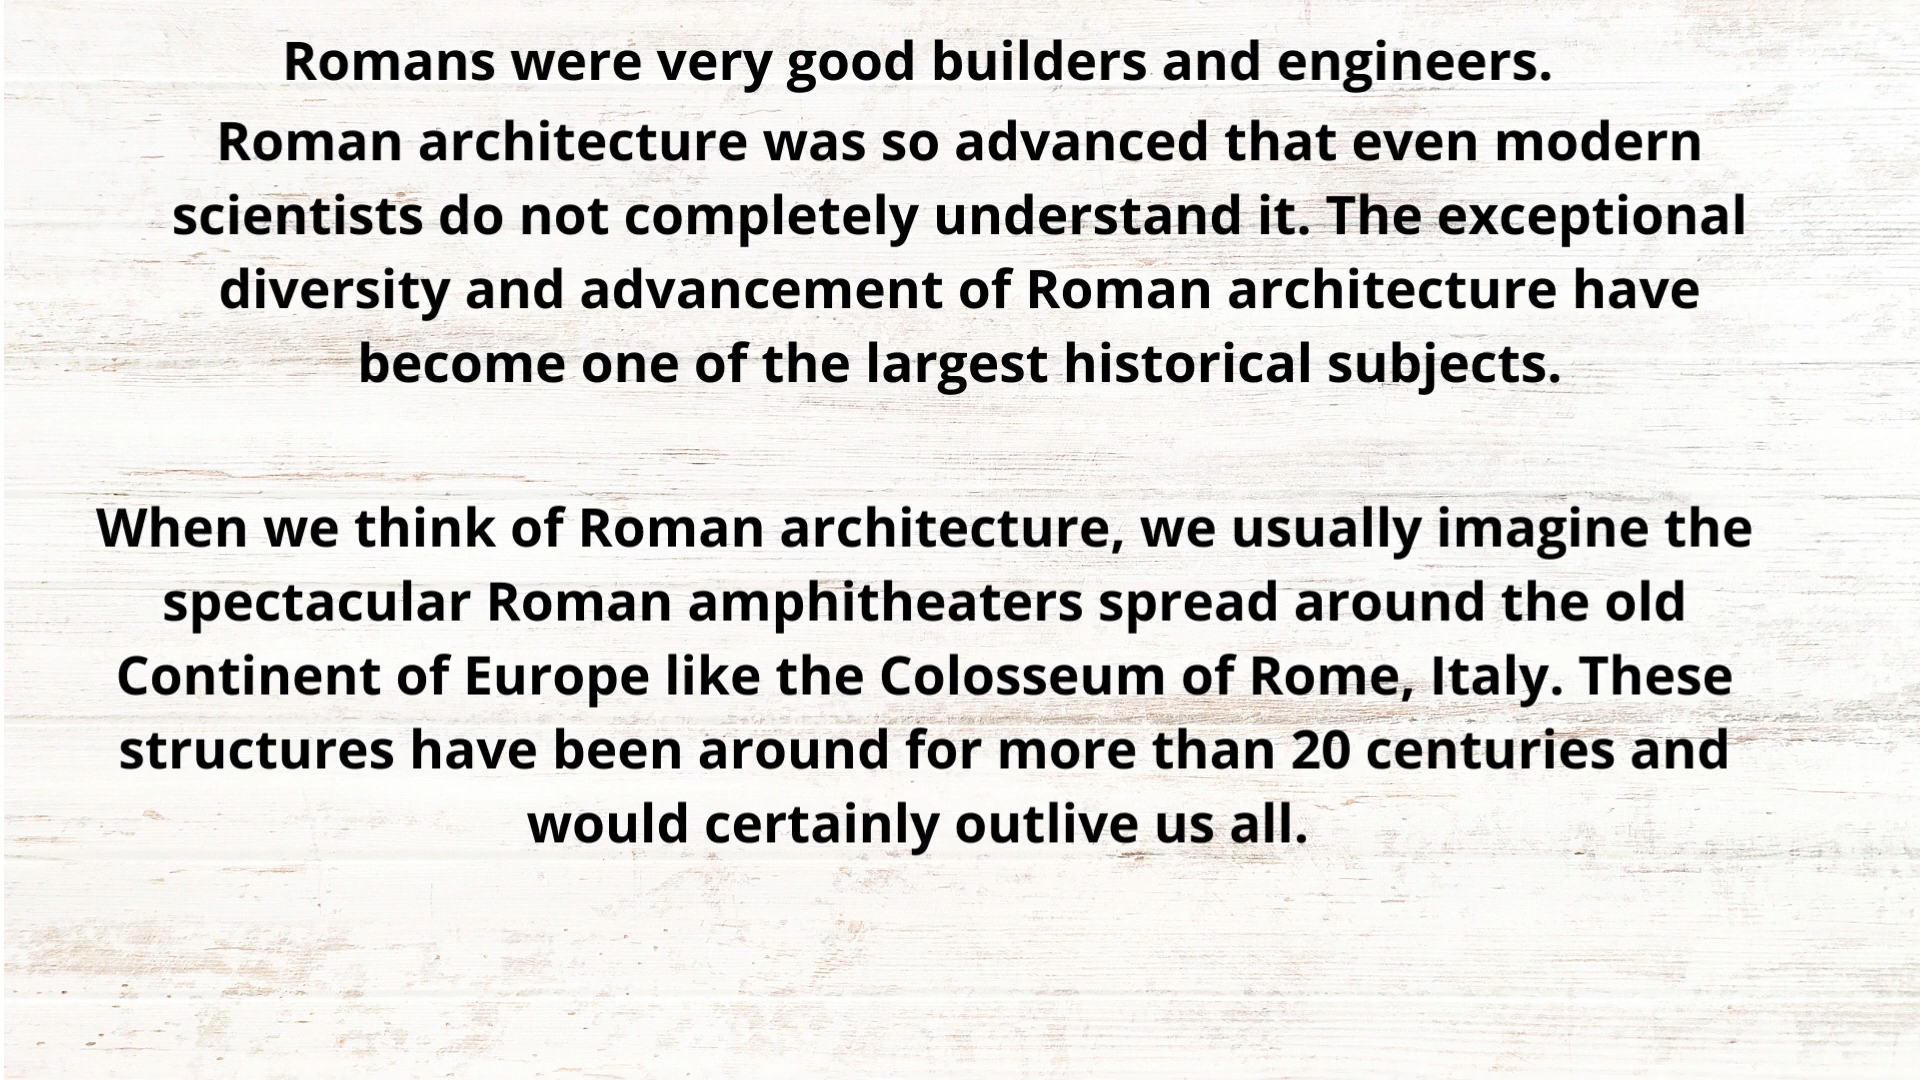 Romans were very good builders and engineers.
Roman architecture was so advanced that even modern
scientists do not completely understand it. The exceptional
diversity and advancement of Roman architecture have
become one of the largest historical subjects.
When we think of Roman architecture, we usually imagine the
spectacular Roman amphitheaters spread around the old
Continent of Europe like the Colosseum of Rome, Italy. These
structures have been around for more than 20 centuries and
would certainly outlive us all.